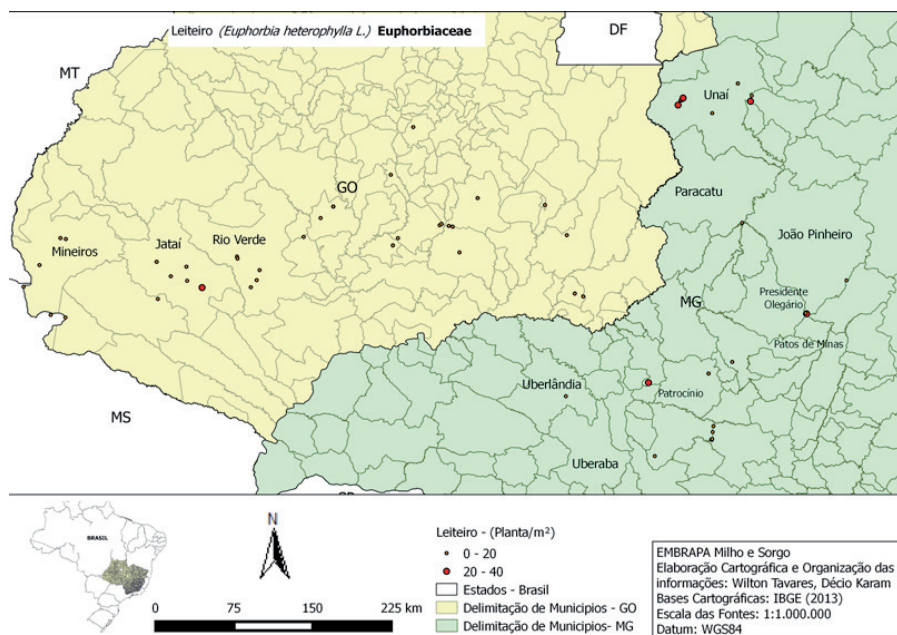 Leiteiro (Euphorbia heterophylla L.) Euphorbiaceae
DF
MT
Unaí
GO
Paracatu
Mineiros
Jataí
Rio Verde
João Pinheiro
MG
Presidente
Olegário
Patos de Minas
Uberlândia
Patrocínio
MS
Uberaba
BRASIL
N
0 75 150 225 km
Leiteiro - (Planta/m²)
0 - 20
20 - 40
Estados - Brasil
Delimitação de Municipios - GO
Delimitação de Municipios- MG
EMBRAPA Milho e Sorgo
Elaboração Cartográfica e Organização das
informações: Wilton Tavares, Décio Karam
Bases Cartográficas: IBGE (2013)
Escala das Fontes: 1:1.000.000
Datum: WGS84